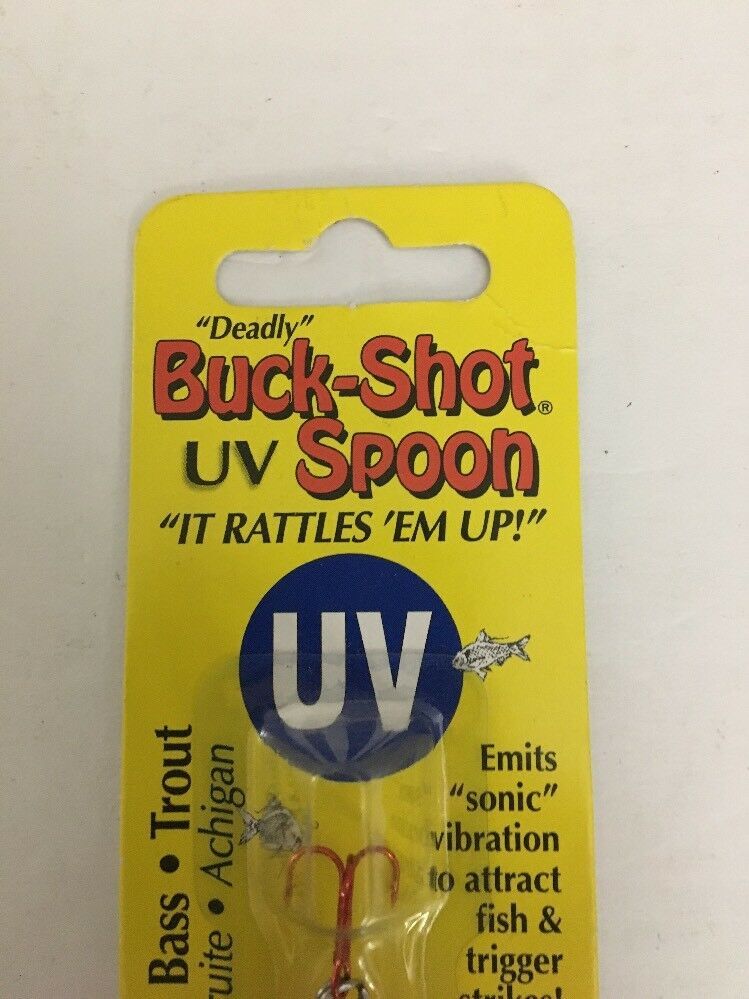 "Deadly"
Buck-Shot®
UV Spoon
"IT RATTLES 'EM UP!"
UV
Bass • Trout
• Achigan
Emits
"sonic"
vibration
to attract
fish &
trigger
strikes!